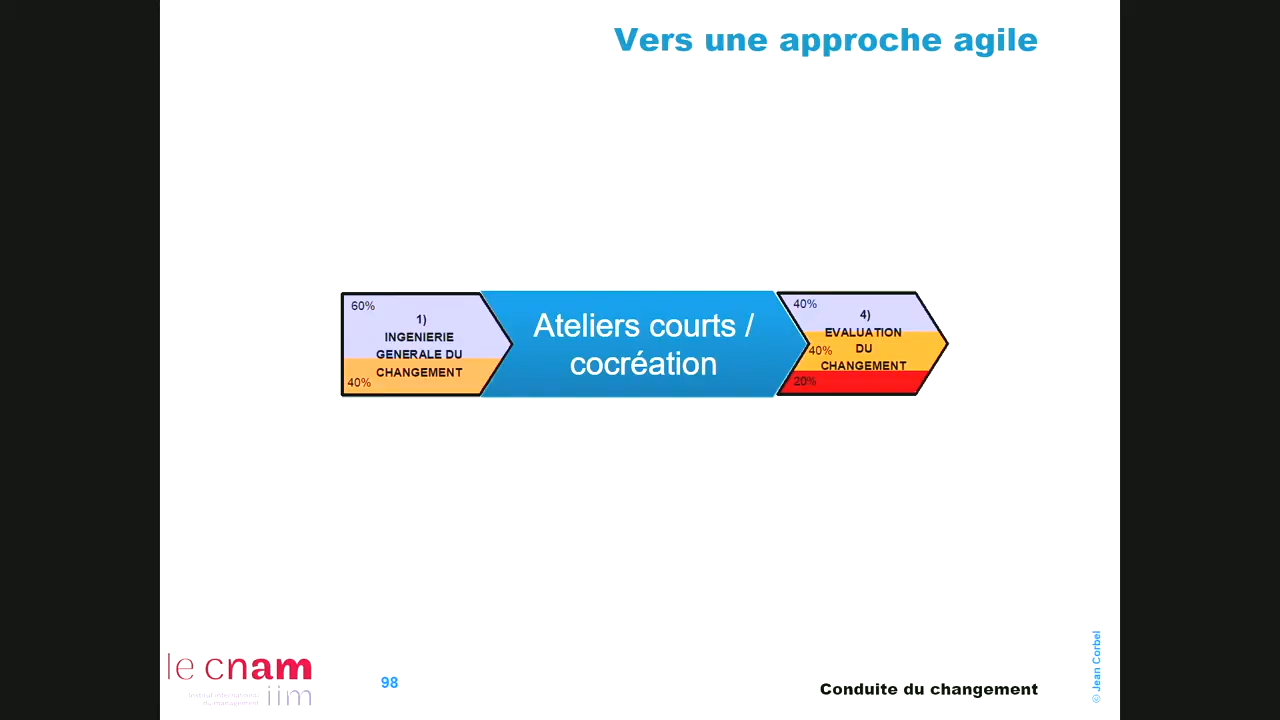 Vers une approche agile
60%
1)
INGENIERIE
GENERALE DU
CHANGEMENT
40%
Ateliers courts /
cocréation
40%
4)
EVALUATION
DU
40%
CHANGEMENT
20%
le cnam
iim
98
Conduite du changement
© Jean Corbel